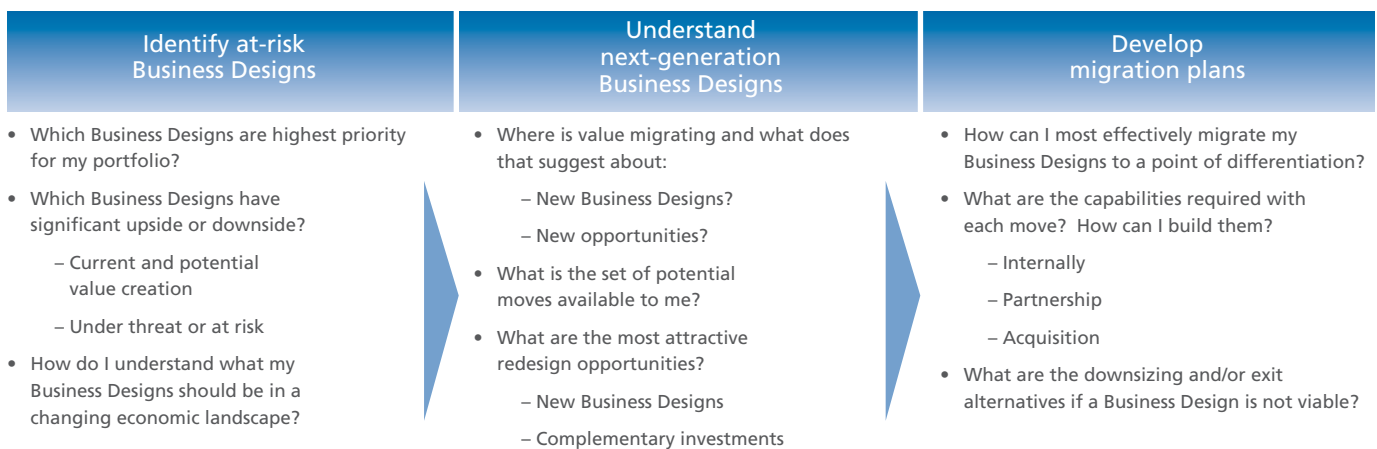 Identify at-risk
Business Designs
• Which Business Designs are highest priority
for my portfolio?
• Which Business Designs have
significant upside or downside?
– Current and potential
value creation
– Under threat or at risk
• How do I understand what my
Business Designs should be in a
changing economic landscape?
Understand
next-generation
Business Designs
• Where is value migrating and what does
that suggest about:
– New Business Designs?
– New opportunities?
• What is the set of potential
moves available to me?
• What are the most attractive
redesign opportunities?
– New Business Designs
– Complementary investments
Develop
migration plans
• How can I most effectively migrate my
Business Designs to a point of differentiation?
• What are the capabilities required with
each move?  How can I build them?
– Internally
– Partnership
– Acquisition
• What are the downsizing and/or exit
alternatives if a Business Design is not viable?